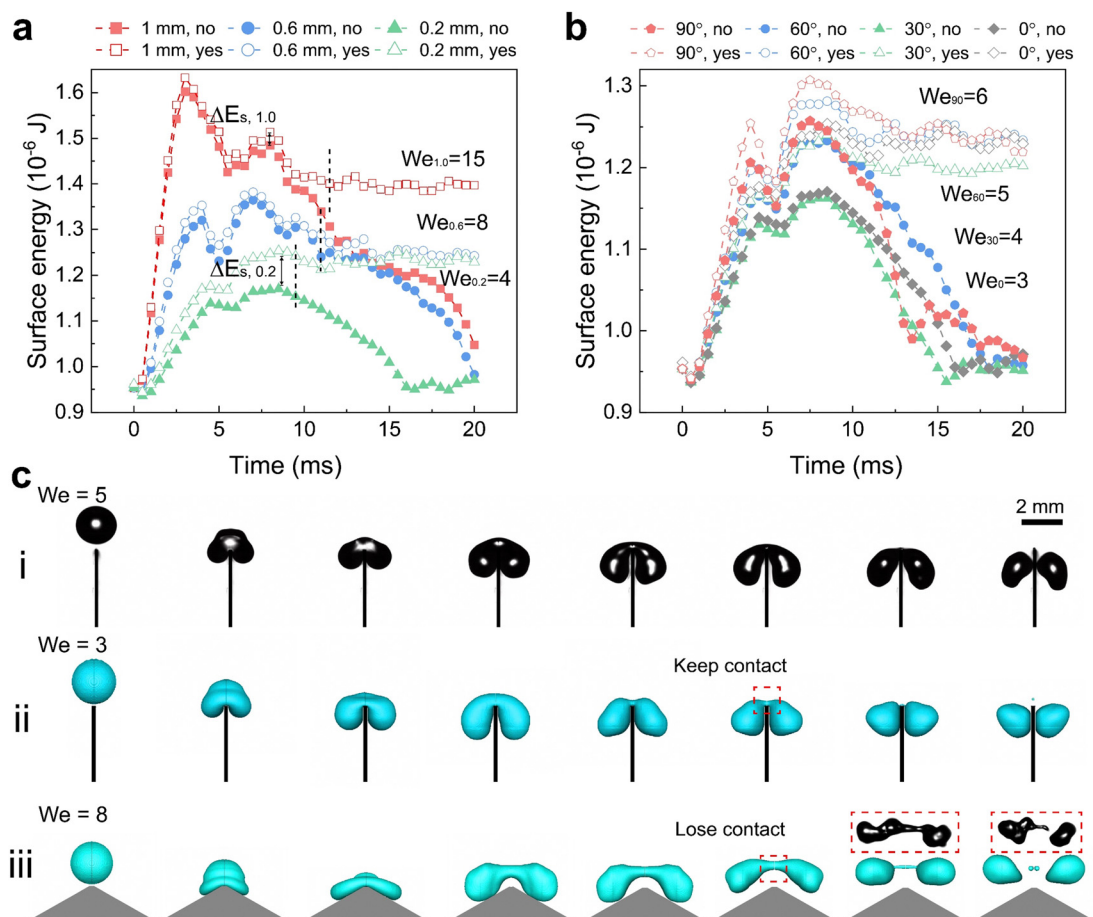 a
1 mm, no 0.6 mm, no 0.2 mm, no
1 mm, yes 0.6 mm, yes 0.2 mm, yes
Surface energy (10⁻⁶ J)
1.6
1.5
1.4
1.3
1.2
1.1
1.0
0.9
ΔEs, 1.0
We1.0=15
We0.6=8
ΔEs, 0.2
We0.2=4
0 5 10 15 20
Time (ms)
b
90°, no 60°, no 30°, no 0°, no
90°, yes 60°, yes 30°, yes 0°, yes
Surface energy (10⁻⁶ J)
1.3
1.2
1.1
1.0
0.9
We90=6
We60=5
We30=4
We0=3
0 5 10 15 20
Time (ms)
c
We = 5
2 mm
i
We = 3
Keep contact
ii
We = 8
Lose contact
iii